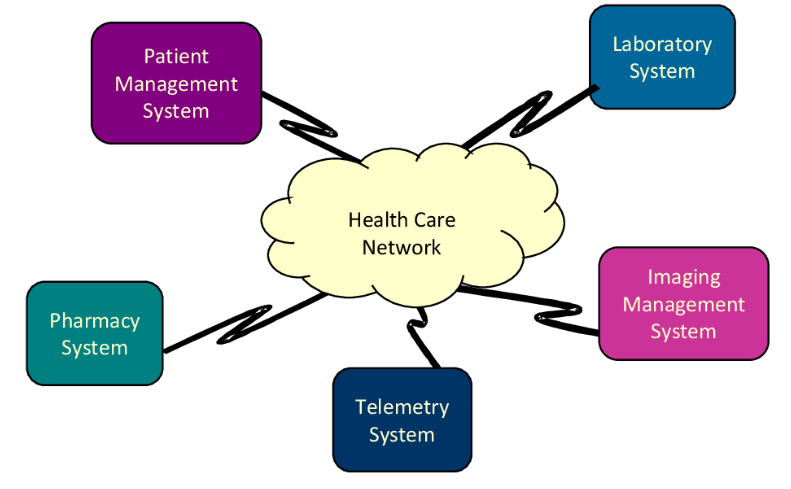 Patient
Management
System
Laboratory
System
Health Care
Network
Imaging
Management
System
Pharmacy
System
Telemetry
System